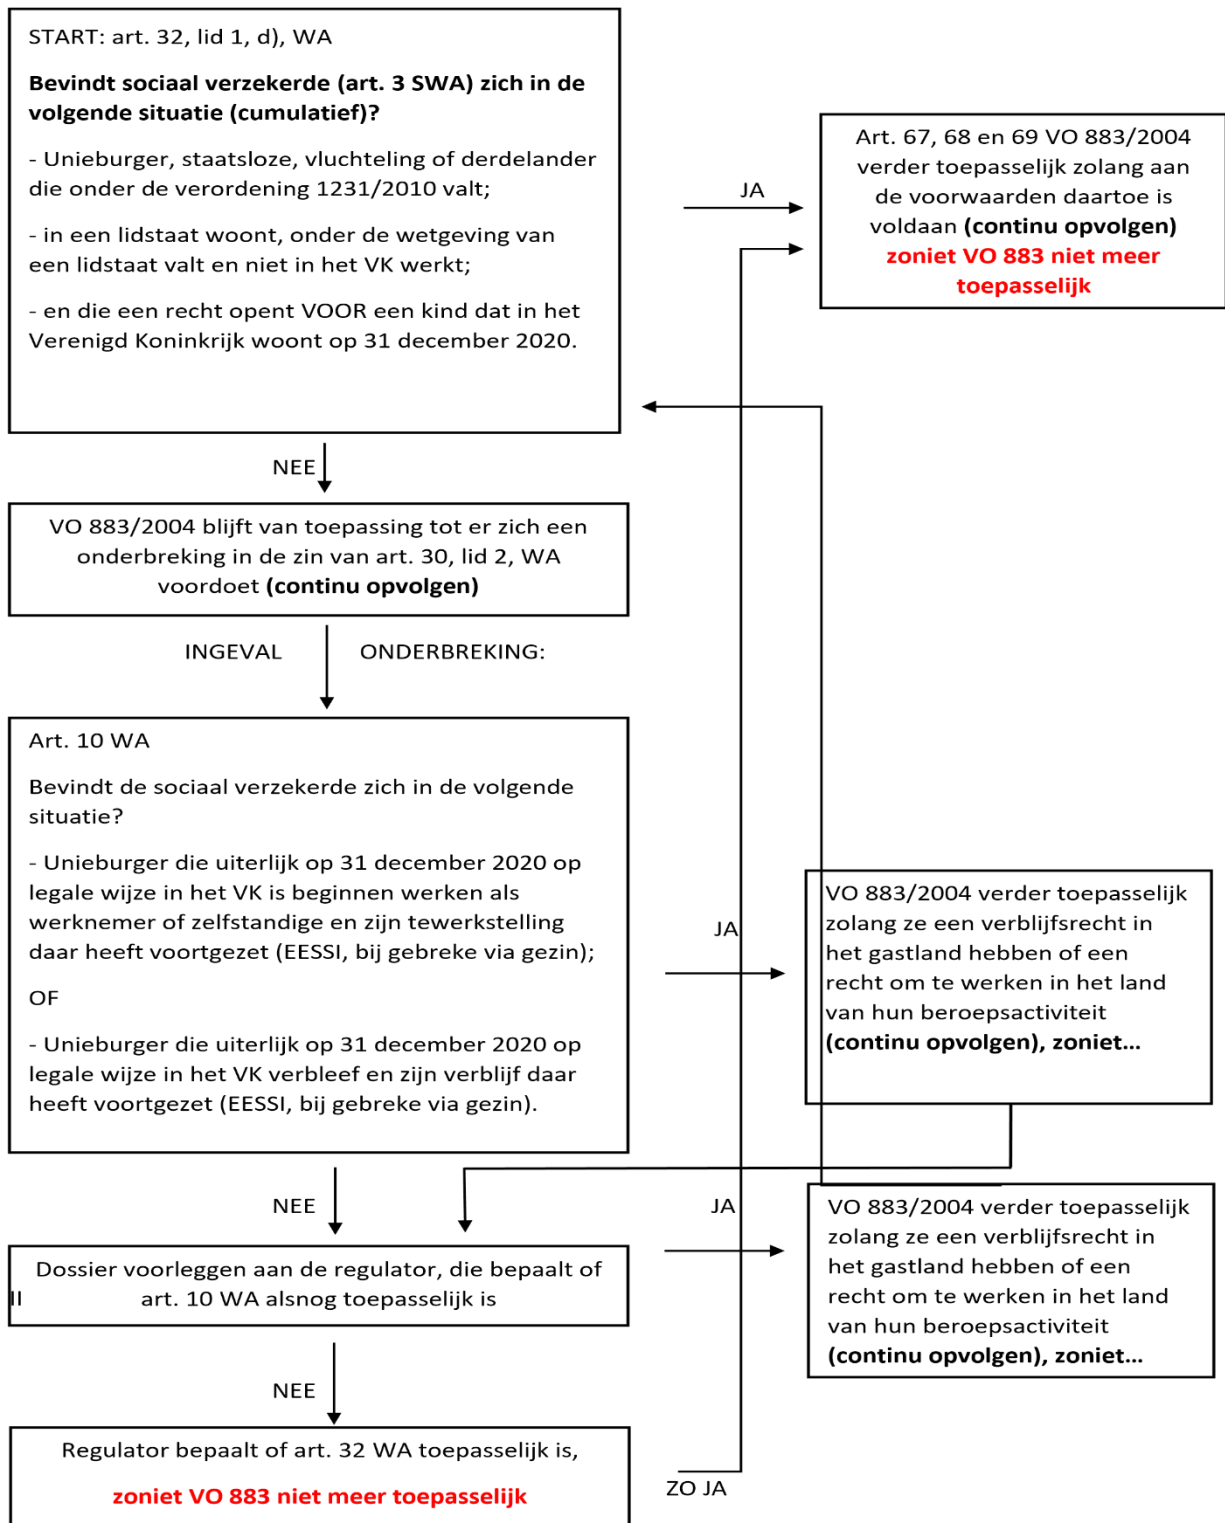 START: art. 32, lid 1, d), WA
Bevindt sociaal verzekerde (art. 3 SWA) zich in de
volgende situatie (cumulatief)?
- Unieburger, staatsloze, vluchteling of derdelander
die onder de verordening 1231/2010 valt;
- in een lidstaat woont, onder de wetgeving van
een lidstaat valt en niet in het VK werkt;
- en die een recht opent VOOR een kind dat in het
Verenigd Koninkrijk woont op 31 december 2020.
JA
Art. 67, 68 en 69 VO 883/2004
verder toepasselijk zolang aan
de voorwaarden daartoe is
voldaan (continu opvolgen)
zoniet VO 883 niet meer
toepasselijk
NEE
VO 883/2004 blijft van toepassing tot er zich een
onderbreking in de zin van art. 30, lid 2, WA
voordoet (continu opvolgen)
INGEVAL ONDERBREKING:
Art. 10 WA
Bevindt de sociaal verzekerde zich in de volgende
situatie?
- Unieburger die uiterlijk op 31 december 2020 op
legale wijze in het VK is beginnen werken als
werknemer of zelfstandige en zijn tewerkstelling
daar heeft voortgezet (EESSI, bij gebreke via gezin);
OF
- Unieburger die uiterlijk op 31 december 2020 op
legale wijze in het VK verbleef en zijn verblijf daar
heeft voortgezet (EESSI, bij gebreke via gezin).
JA
VO 883/2004 verder toepasselijk
zolang ze een verblijfsrecht in
het gastland hebben of een
recht om te werken in het land
van hun beroepsactiviteit
(continu opvolgen), zoniet...
NEE
JA
Dossier voorleggen aan de regulator, die bepaalt of
II art. 10 WA alsnog toepasselijk is
VO 883/2004 verder toepasselijk
zolang ze een verblijfsrecht in
het gastland hebben of een
recht om te werken in het land
van hun beroepsactiviteit
(continu opvolgen), zoniet...
NEE
Regulator bepaalt of art. 32 WA toepasselijk is,
zoniet VO 883 niet meer toepasselijk
ZO JA